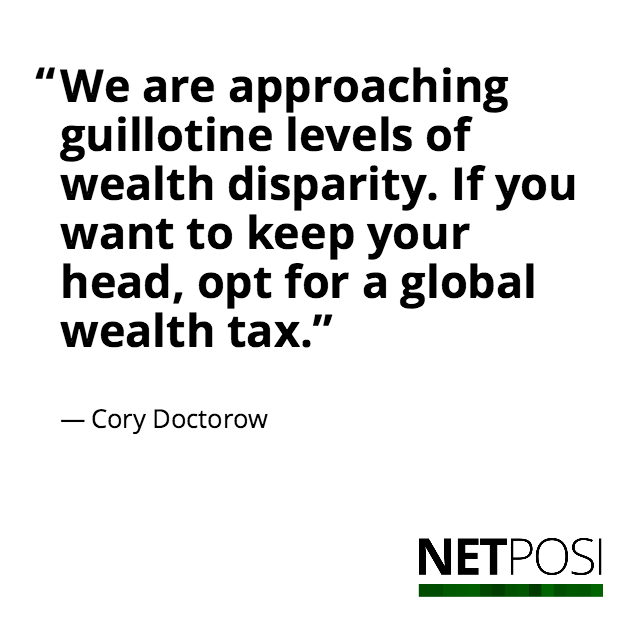 “We are approaching
guillotine levels of
wealth disparity. If you
want to keep your
head, opt for a global
wealth tax.”
— Cory Doctorow
NETPOSI